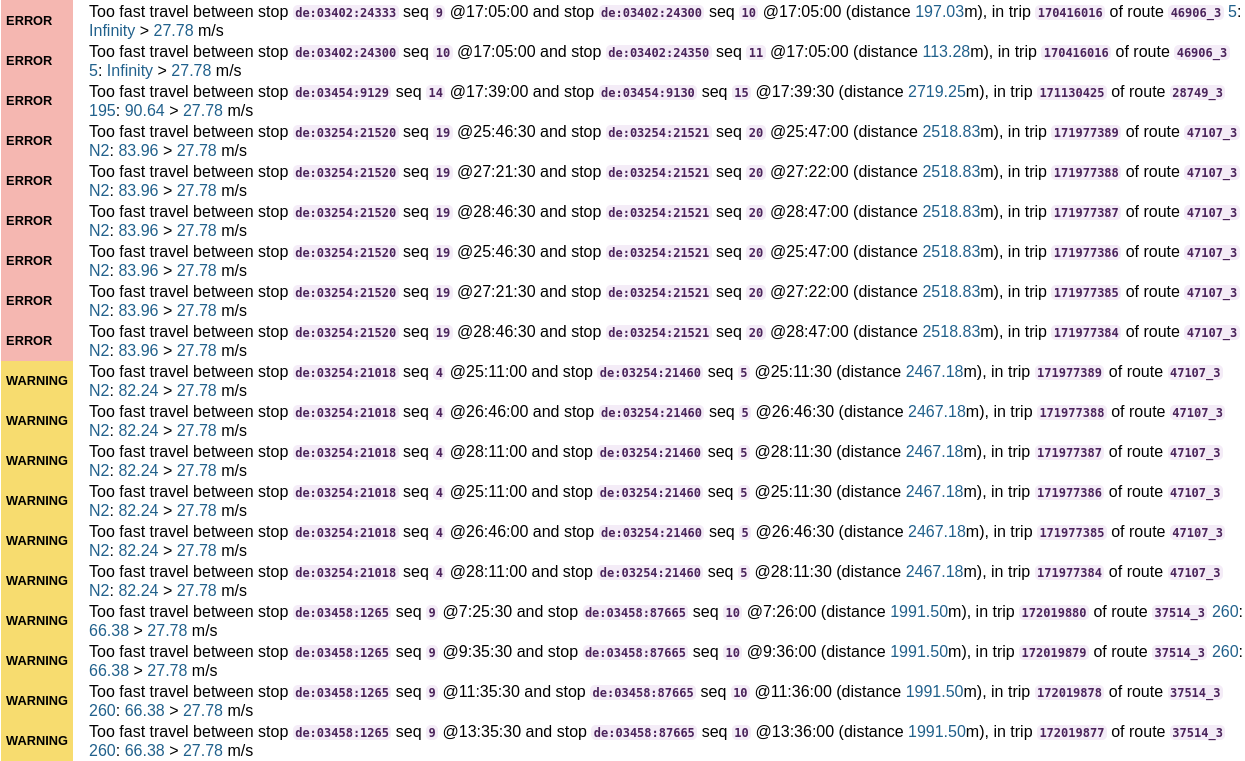 ERROR Too fast travel between stop de:03402:24333 seq 9 @17:05:00 and stop de:03402:24300 seq 10 @17:05:00 (distance 197.03m), in trip 170416016 of route 46906_3 5:
Infinity > 27.78 m/s
ERROR Too fast travel between stop de:03402:24300 seq 10 @17:05:00 and stop de:03402:24350 seq 11 @17:05:00 (distance 113.28m), in trip 170416016 of route 46906_3
5: Infinity > 27.78 m/s
ERROR Too fast travel between stop de:03454:9129 seq 14 @17:39:00 and stop de:03454:9130 seq 15 @17:39:30 (distance 2719.25m), in trip 171130425 of route 28749_3
195: 90.64 > 27.78 m/s
ERROR Too fast travel between stop de:03254:21520 seq 19 @25:46:30 and stop de:03254:21521 seq 20 @25:47:00 (distance 2518.83m), in trip 171977389 of route 47107_3
N2: 83.96 > 27.78 m/s
ERROR Too fast travel between stop de:03254:21520 seq 19 @27:21:30 and stop de:03254:21521 seq 20 @27:22:00 (distance 2518.83m), in trip 171977388 of route 47107_3
N2: 83.96 > 27.78 m/s
ERROR Too fast travel between stop de:03254:21520 seq 19 @28:46:30 and stop de:03254:21521 seq 20 @28:47:00 (distance 2518.83m), in trip 171977387 of route 47107_3
N2: 83.96 > 27.78 m/s
ERROR Too fast travel between stop de:03254:21520 seq 19 @25:46:30 and stop de:03254:21521 seq 20 @25:47:00 (distance 2518.83m), in trip 171977386 of route 47107_3
N2: 83.96 > 27.78 m/s
ERROR Too fast travel between stop de:03254:21520 seq 19 @27:21:30 and stop de:03254:21521 seq 20 @27:22:00 (distance 2518.83m), in trip 171977385 of route 47107_3
N2: 83.96 > 27.78 m/s
ERROR Too fast travel between stop de:03254:21520 seq 19 @28:46:30 and stop de:03254:21521 seq 20 @28:47:00 (distance 2518.83m), in trip 171977384 of route 47107_3
N2: 83.96 > 27.78 m/s
WARNING Too fast travel between stop de:03254:21018 seq 4 @25:11:00 and stop de:03254:21460 seq 5 @25:11:30 (distance 2467.18m), in trip 171977389 of route 47107_3
N2: 82.24 > 27.78 m/s
WARNING Too fast travel between stop de:03254:21018 seq 4 @26:46:00 and stop de:03254:21460 seq 5 @26:46:30 (distance 2467.18m), in trip 171977388 of route 47107_3
N2: 82.24 > 27.78 m/s
WARNING Too fast travel between stop de:03254:21018 seq 4 @28:11:00 and stop de:03254:21460 seq 5 @28:11:30 (distance 2467.18m), in trip 171977387 of route 47107_3
N2: 82.24 > 27.78 m/s
WARNING Too fast travel between stop de:03254:21018 seq 4 @25:11:00 and stop de:03254:21460 seq 5 @25:11:30 (distance 2467.18m), in trip 171977386 of route 47107_3
N2: 82.24 > 27.78 m/s
WARNING Too fast travel between stop de:03254:21018 seq 4 @26:46:00 and stop de:03254:21460 seq 5 @26:46:30 (distance 2467.18m), in trip 171977385 of route 47107_3
N2: 82.24 > 27.78 m/s
WARNING Too fast travel between stop de:03254:21018 seq 4 @28:11:00 and stop de:03254:21460 seq 5 @28:11:30 (distance 2467.18m), in trip 171977384 of route 47107_3
N2: 82.24 > 27.78 m/s
WARNING Too fast travel between stop de:03458:1265 seq 9 @7:25:30 and stop de:03458:87665 seq 10 @7:26:00 (distance 1991.50m), in trip 172019880 of route 37514_3 260:
66.38 > 27.78 m/s
WARNING Too fast travel between stop de:03458:1265 seq 9 @9:35:30 and stop de:03458:87665 seq 10 @9:36:00 (distance 1991.50m), in trip 172019879 of route 37514_3 260:
66.38 > 27.78 m/s
WARNING Too fast travel between stop de:03458:1265 seq 9 @11:35:30 and stop de:03458:87665 seq 10 @11:36:00 (distance 1991.50m), in trip 172019878 of route 37514_3
260: 66.38 > 27.78 m/s
WARNING Too fast travel between stop de:03458:1265 seq 9 @13:35:30 and stop de:03458:87665 seq 10 @13:36:00 (distance 1991.50m), in trip 172019877 of route 37514_3
260: 66.38 > 27.78 m/s